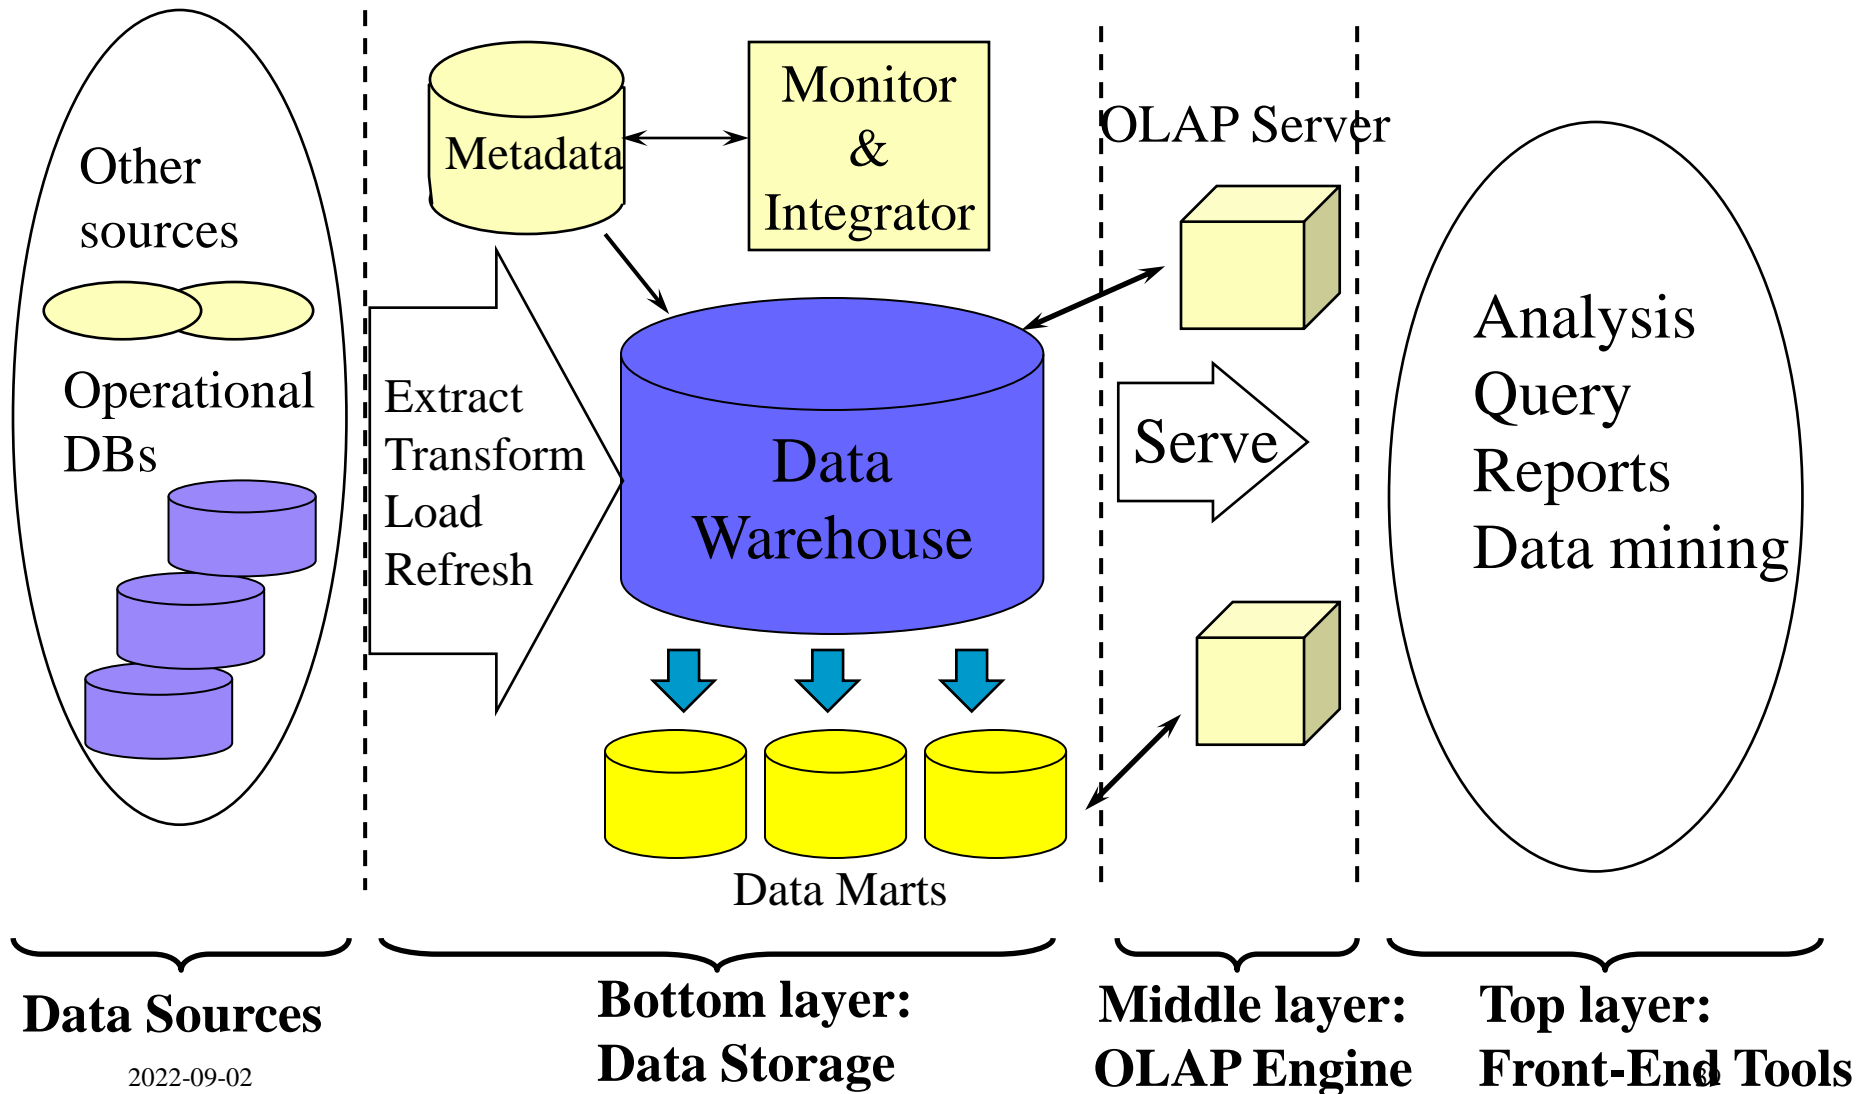 Other
sources
Operational
DBs
Extract
Transform
Load
Refresh
Metadata
Monitor
&
Integrator
Data
Warehouse
Data Marts
OLAP Server
Serve
Analysis
Query
Reports
Data mining
Data Sources
Bottom layer:
Data Storage
Middle layer:
OLAP Engine
Top layer:
Front-End Tools
2022-09-02